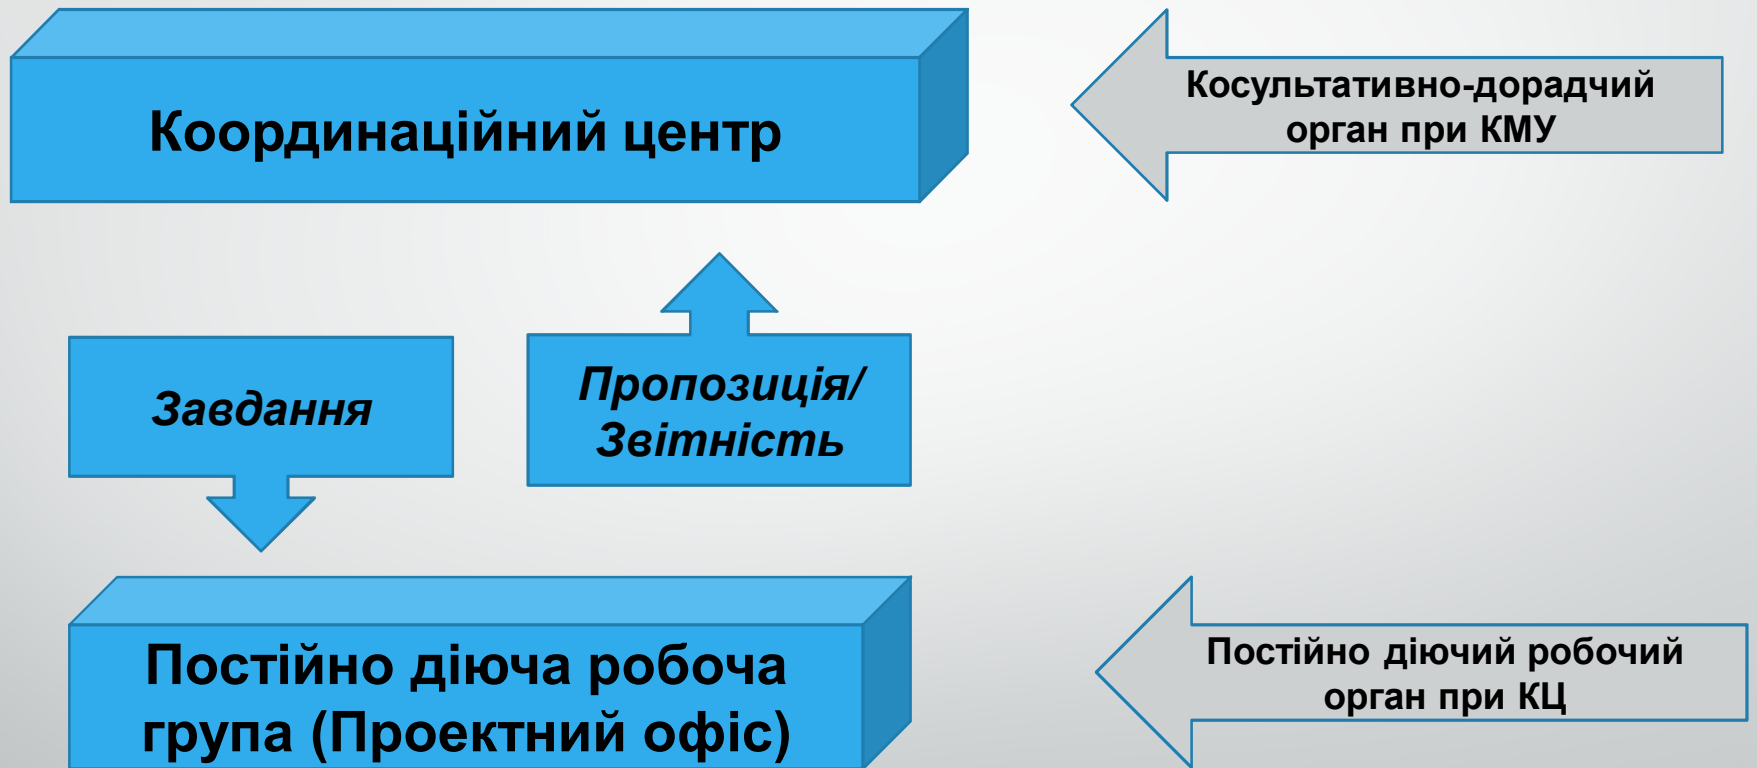 Координаційний центр
Косультативно-дорадчий
орган при КМУ
Завдання
Пропозиція/
Звітність
Постійно діюча робоча
група (Проектний офіс)
Постійно діючий робочий
орган при КЦ